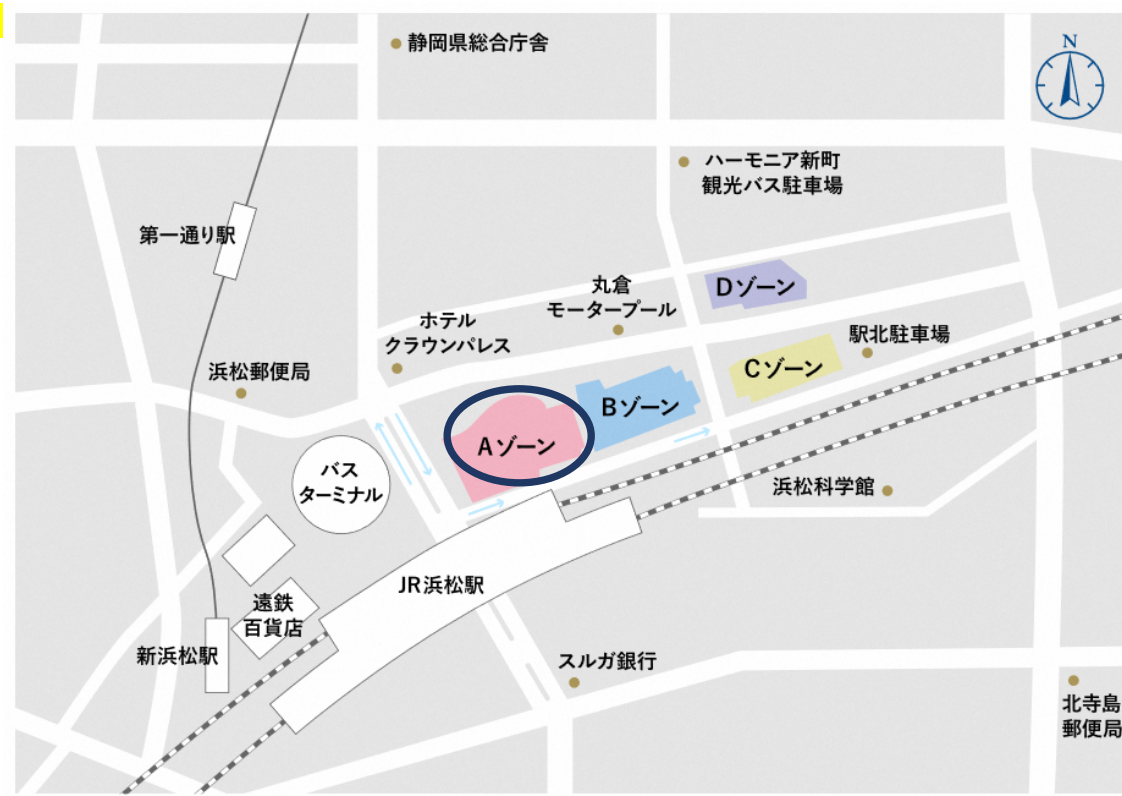 静岡県総合庁舎
N
ハーモニア新町
観光バス駐車場
第一通り駅
Dゾーン
丸倉
モータープール
ホテル
クラウンパレス
駅北駐車場
浜松郵便局
Cゾーン
Bゾーン
Aゾーン
バス
ターミナル
浜松科学館
JR浜松駅
遠鉄
百貨店
新浜松駅
スルガ銀行
北寺島
郵便局